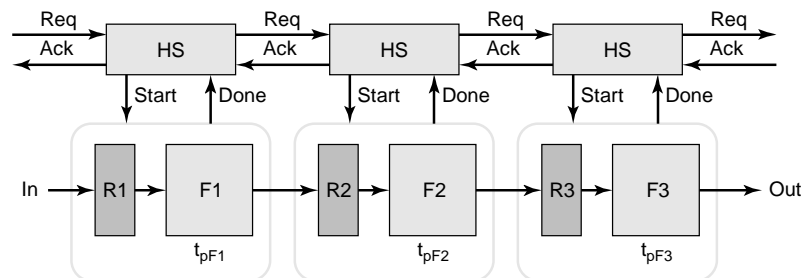 Req Req Req Req
HS HS HS
Ack Ack Ack Ack
Start Done Start Done Start Done
In R1 F1 R2 F2 R3 F3 Out
tpF1 tpF2 tpF3